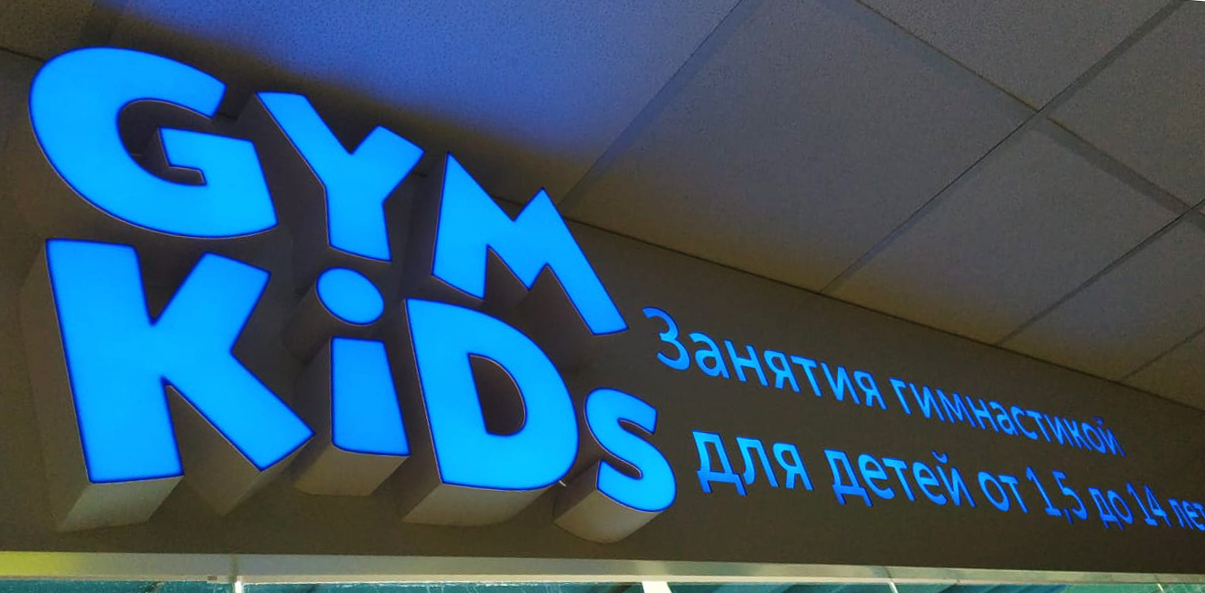 GYM
KiDs
Занятия гимнастикой
для детей от 1,5 до 14 лет